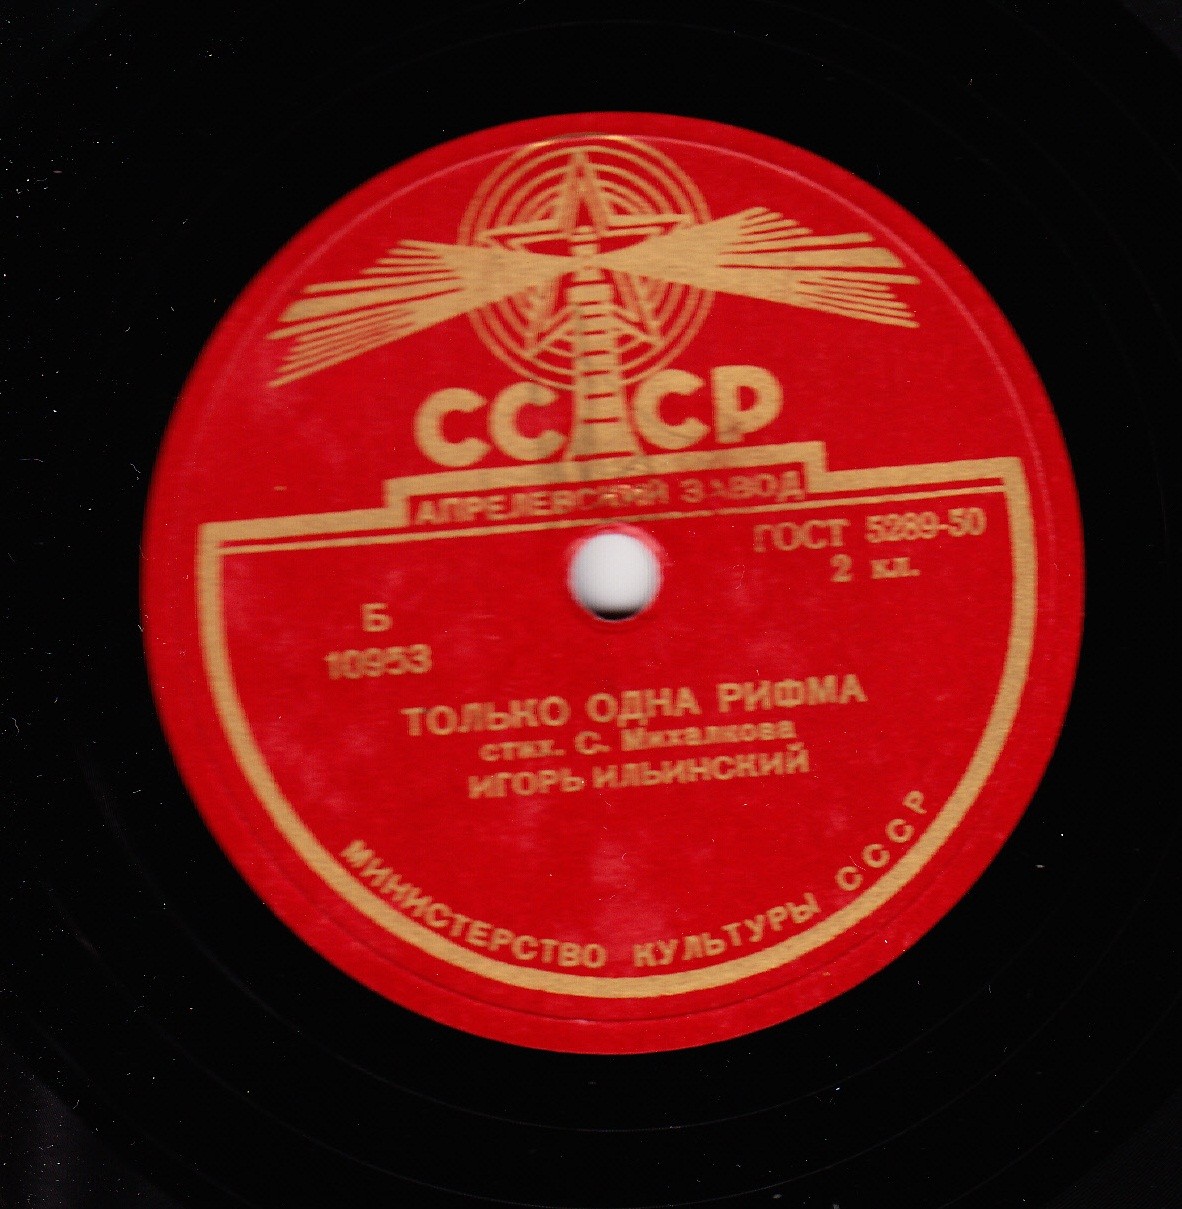 СССР
АПРЕЛЕВСКИЙ ЗАВОД
ГОСТ 5289-50
2 кл.
Б
10953
ТОЛЬКО ОДНА РИФМА
стих. С. Михалкова
ИГОРЬ ИЛЬИНСКИЙ
МИНИСТЕРСТВО КУЛЬТУРЫ СССР